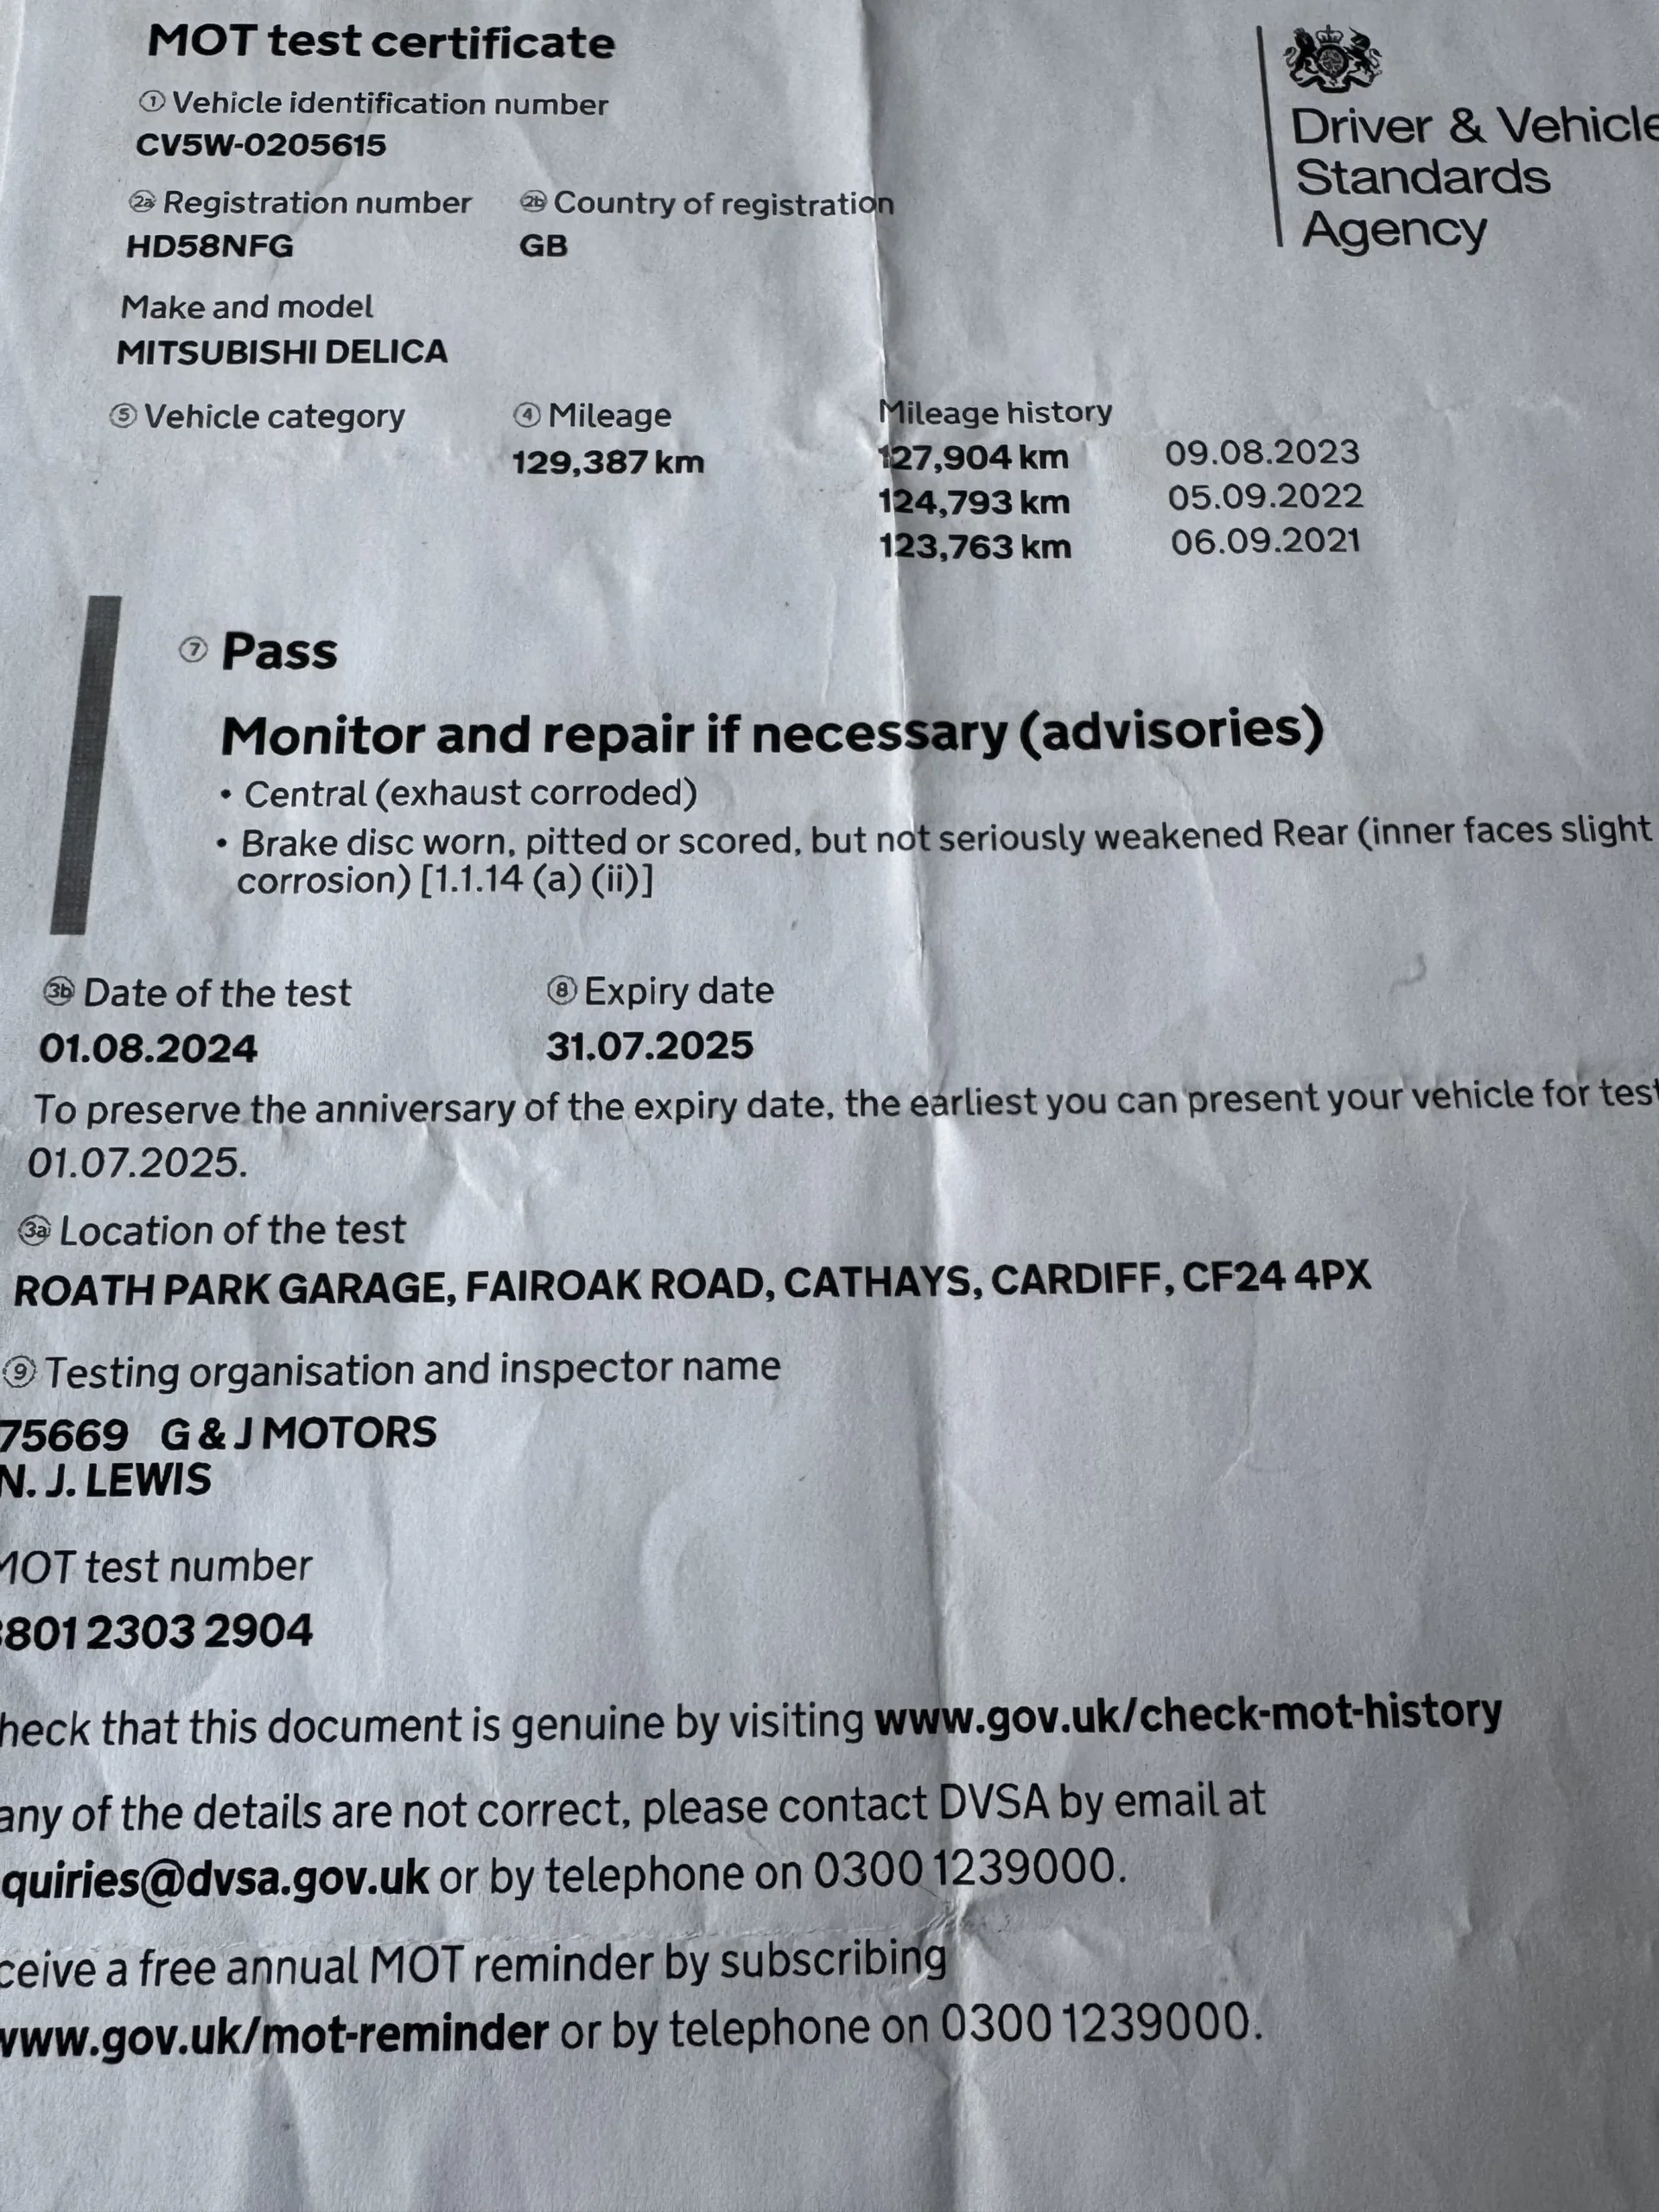 MOT test certificate
① Vehicle identification number
CV5W-0205615
2a Registration number 2b Country of registration
HD58NFG GB
Make and model
MITSUBISHI DELICA
⑤ Vehicle category ④ Mileage Mileage history
129,387 km 127,904 km 09.08.2023
124,793 km 05.09.2022
123,763 km 06.09.2021
Driver & Vehicle
Standards
Agency
⑦ Pass
Monitor and repair if necessary (advisories)
• Central (exhaust corroded)
• Brake disc worn, pitted or scored, but not seriously weakened Rear (inner faces slight
corrosion) [1.1.14 (a) (ii)]
3b Date of the test ⑧ Expiry date
01.08.2024 31.07.2025
To preserve the anniversary of the expiry date, the earliest you can present your vehicle for test
01.07.2025.
3a Location of the test
ROATH PARK GARAGE, FAIROAK ROAD, CATHAYS, CARDIFF, CF24 4PX
⑨ Testing organisation and inspector name
75669 G & J MOTORS
N. J. LEWIS
MOT test number
801 2303 2904
heck that this document is genuine by visiting www.gov.uk/check-mot-history
any of the details are not correct, please contact DVSA by email at
quiries@dvsa.gov.uk or by telephone on 0300 1239000.
ceive a free annual MOT reminder by subscribing
www.gov.uk/mot-reminder or by telephone on 0300 1239000.